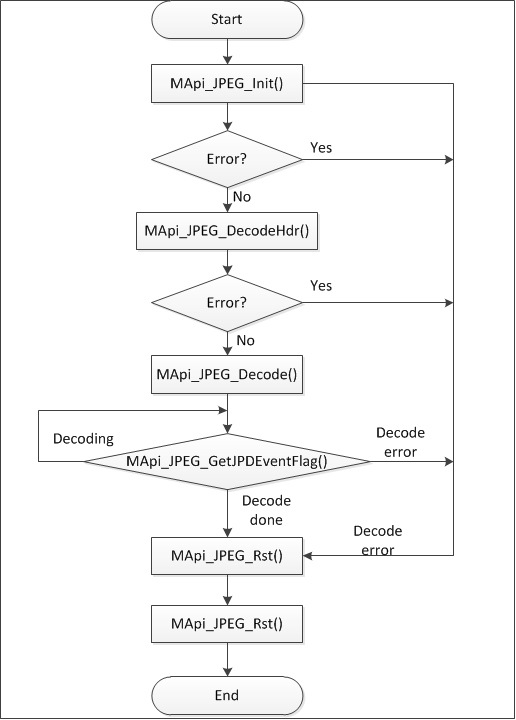 Start
MApi_JPEG_Init()
Error?
Yes
No
MApi_JPEG_DecodeHdr()
Error?
Yes
No
MApi_JPEG_Decode()
Decoding
MApi_JPEG_GetJPDEventFlag()
Decode
error
Decode
done
Decode
error
MApi_JPEG_Rst()
MApi_JPEG_Rst()
End